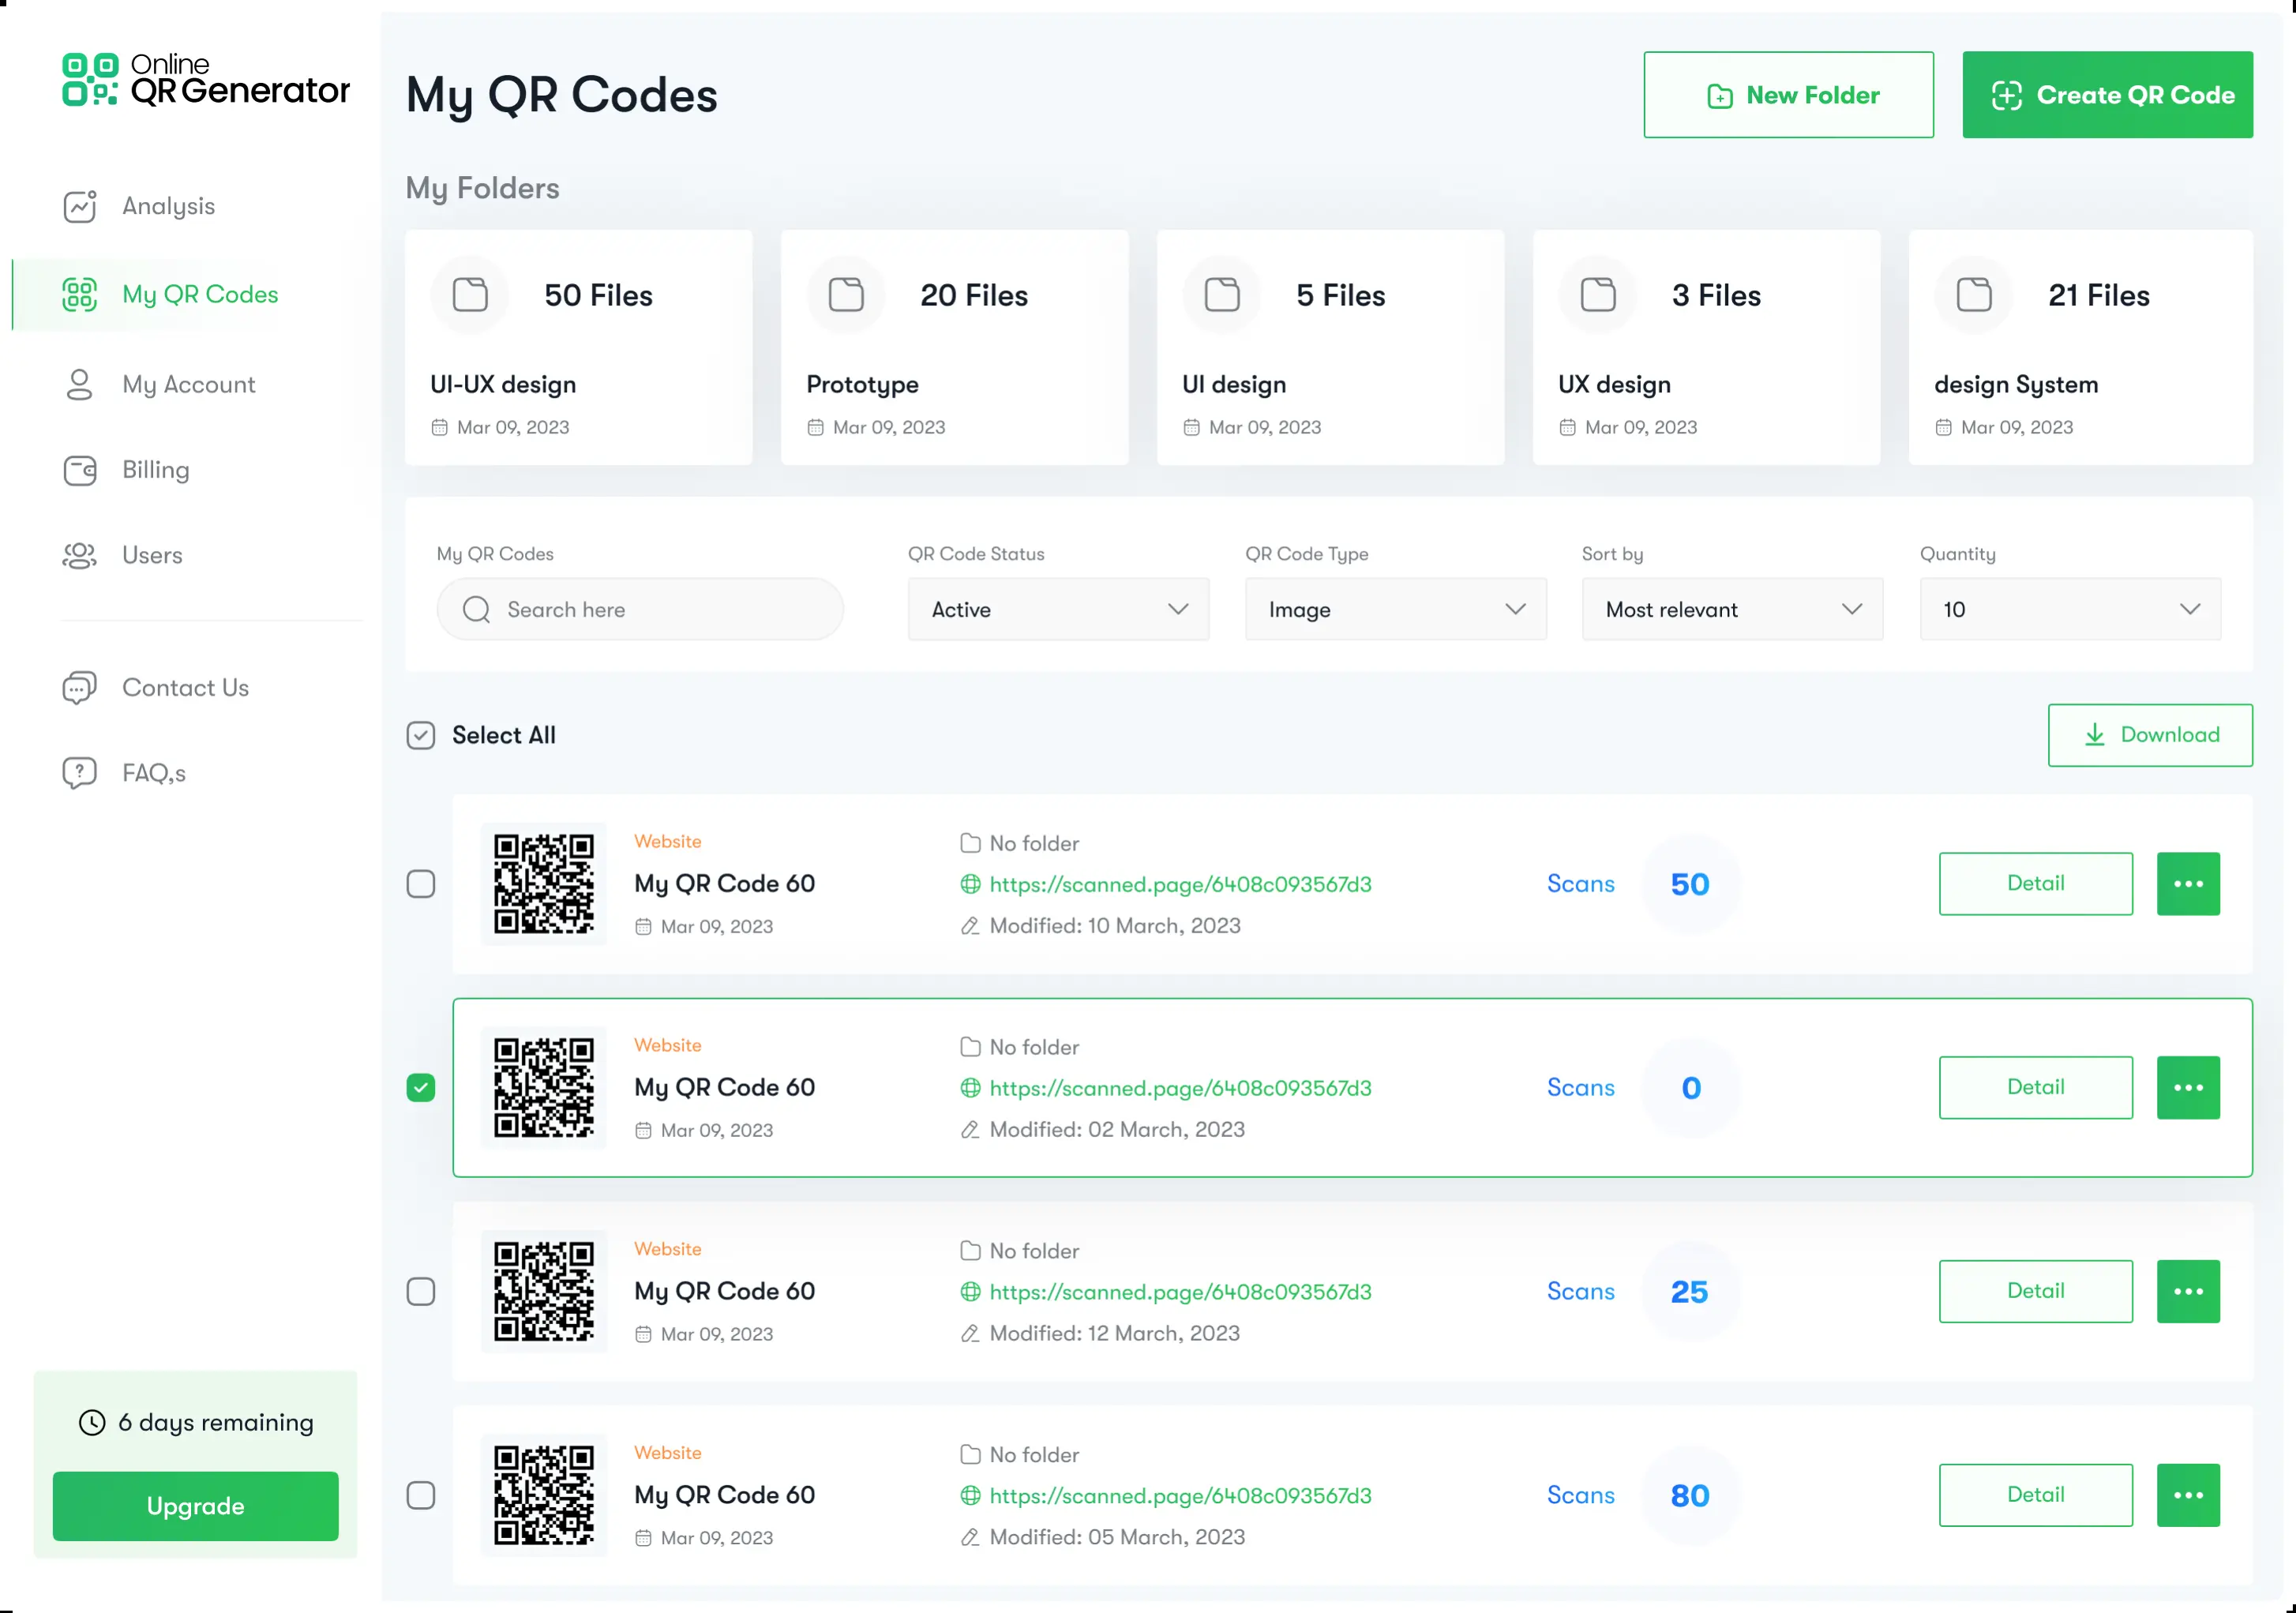 Online
QR Generator
Analysis
My QR Codes
My Account
Billing
Users
Contact Us
FAQ,s
6 days remaining
Upgrade
My QR Codes
New Folder
Create QR Code
My Folders
50 Files
UI-UX design
Mar 09, 2023
20 Files
Prototype
Mar 09, 2023
5 Files
UI design
Mar 09, 2023
3 Files
UX design
Mar 09, 2023
21 Files
design System
Mar 09, 2023
My QR Codes
Search here
QR Code Status
Active
QR Code Type
Image
Sort by
Most relevant
Quantity
10
Select All
Download
Website
My QR Code 60
Mar 09, 2023
No folder
https://scanned.page/6408c093567d3
Modified: 10 March, 2023
Scans 50
Detail
Website
My QR Code 60
Mar 09, 2023
No folder
https://scanned.page/6408c093567d3
Modified: 02 March, 2023
Scans 0
Detail
Website
My QR Code 60
Mar 09, 2023
No folder
https://scanned.page/6408c093567d3
Modified: 12 March, 2023
Scans 25
Detail
Website
My QR Code 60
Mar 09, 2023
No folder
https://scanned.page/6408c093567d3
Modified: 05 March, 2023
Scans 80
Detail